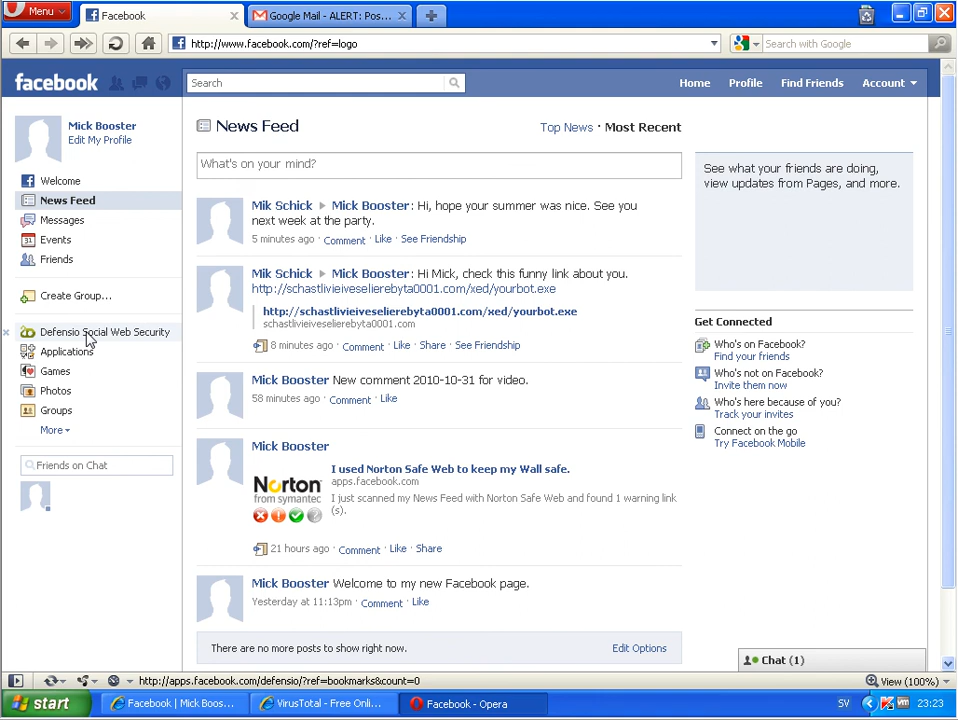 Menu
Facebook
Google Mail - ALERT: Pos...
http://www.facebook.com/?ref=logo
Search with Google
facebook
Search
Home
Profile
Find Friends
Account
Mick Booster
Edit My Profile
Welcome
News Feed
Messages
31
Events
Friends
Create Group...
Defensio Social Web Security
Applications
Games
Photos
Groups
More
Friends on Chat
News Feed
Top News · Most Recent
What's on your mind?
Mik Schick ▶ Mick Booster: Hi, hope your summer was nice. See you
next week at the party.
5 minutes ago · Comment · Like · See Friendship
Mik Schick ▶ Mick Booster: Hi Mick, check this funny link about you.
http://schastlivieiveselierebyta0001.com/xed/yourbot.exe
http://schastlivieiveselierebyta0001.com/xed/yourbot.exe
schastlivieiveselierebyta0001.com
8 minutes ago · Comment · Like · Share · See Friendship
Mick Booster New comment 2010-10-31 for video.
58 minutes ago · Comment · Like
Mick Booster
I used Norton Safe Web to keep my Wall safe.
apps.facebook.com
I just scanned my News Feed with Norton Safe Web and found 1 warning link
(s).
Norton
from symantec
21 hours ago · Comment · Like · Share
Mick Booster Welcome to my new Facebook page.
Yesterday at 11:13pm · Comment · Like
There are no more posts to show right now.
Edit Options
See what your friends are doing,
view updates from Pages, and more.
Get Connected
Who's on Facebook?
Find your friends
Who's not on Facebook?
Invite them now
Who's here because of you?
Track your invites
Connect on the go
Try Facebook Mobile
Chat (1)
http://apps.facebook.com/defensio/?ref=bookmarks&count=0
View (100%)
start
Facebook | Mick Boos...
VirusTotal - Free Onli...
Facebook - Opera
SV
23:23